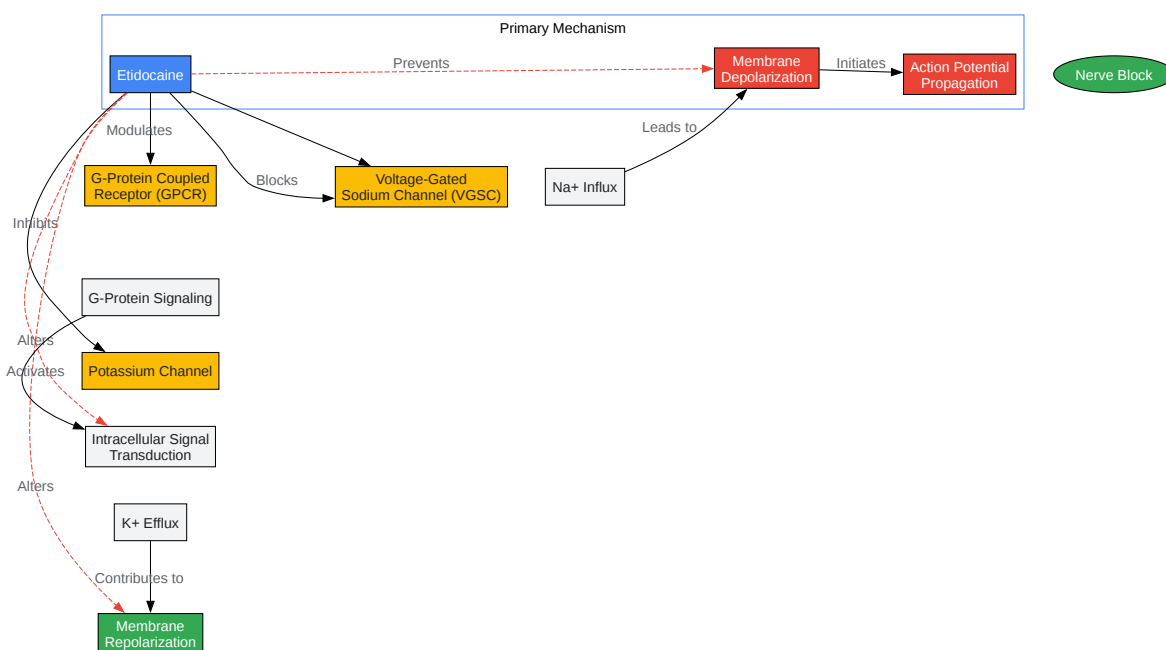 Primary Mechanism
Etidocaine
Prevents
Membrane
Depolarization
Initiates
Action Potential
Propagation
Nerve Block
Modulates
Leads to
G-Protein Coupled
Receptor (GPCR)
Blocks
Voltage-Gated
Sodium Channel (VGSC)
Na+ Influx
Inhibits
G-Protein Signaling
Alters
Activates
Potassium Channel
Intracellular Signal
Transduction
Alters
K+ Efflux
Contributes to
Membrane
Repolarization